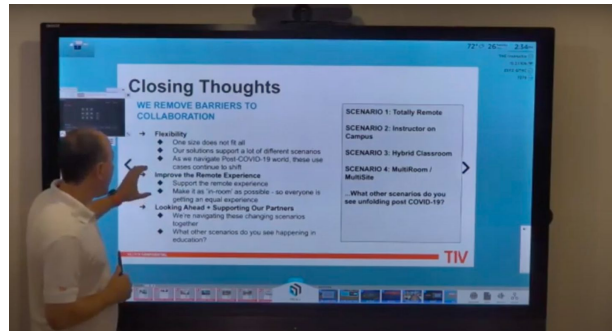 72°
26
2:54
Closing Thoughts
WE REMOVE BARRIERS TO
COLLABORATION
Flexibility
One size does not fit all
Our solutions support a lot of different scenarios
As we navigate Post-COVID-19 world, these use
cases continue to shift
Improve the Remote Experience
Support the remote experience
Make it as 'in-room' as possible - so everyone is
getting an equal experience
Looking Ahead + Supporting Our Partners
We're navigating these changing scenarios
together
What other scenarios do you see happening in
education?
SCENARIO 1: Totally Remote
SCENARIO 2: Instructor on
Campus
SCENARIO 3: Hybrid Classroom
SCENARIO 4: MultiRoom /
MultiSite
...What other scenarios do you
see unfolding post COVID-19?
CONFIDENTIAL
TIV